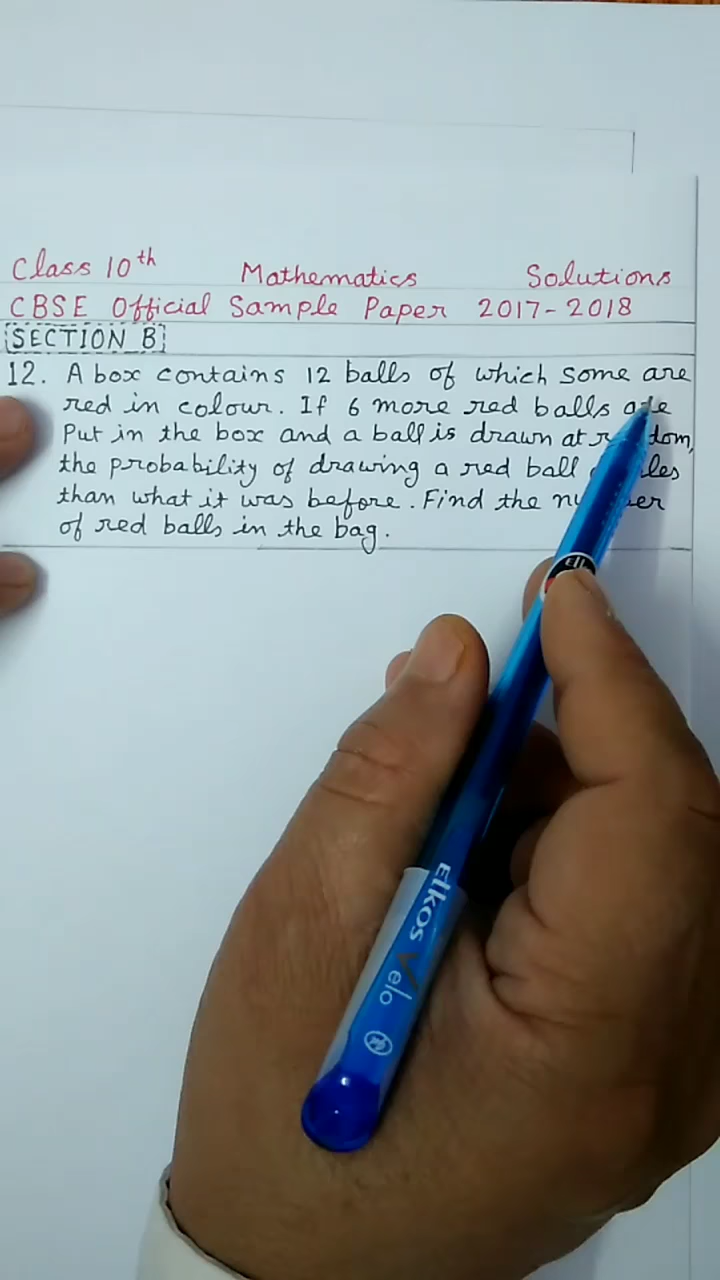 Class 10th Mathematics Solutions
CBSE Official Sample Paper 2017-2018
SECTION B
12. A box contains 12 balls of which some are
red in colour. If 6 more red balls are
Put in the box and a ball is drawn at
the probability of drawing a red ball
than what it was before. Find the
of red balls in the bag.
Elkos Velo